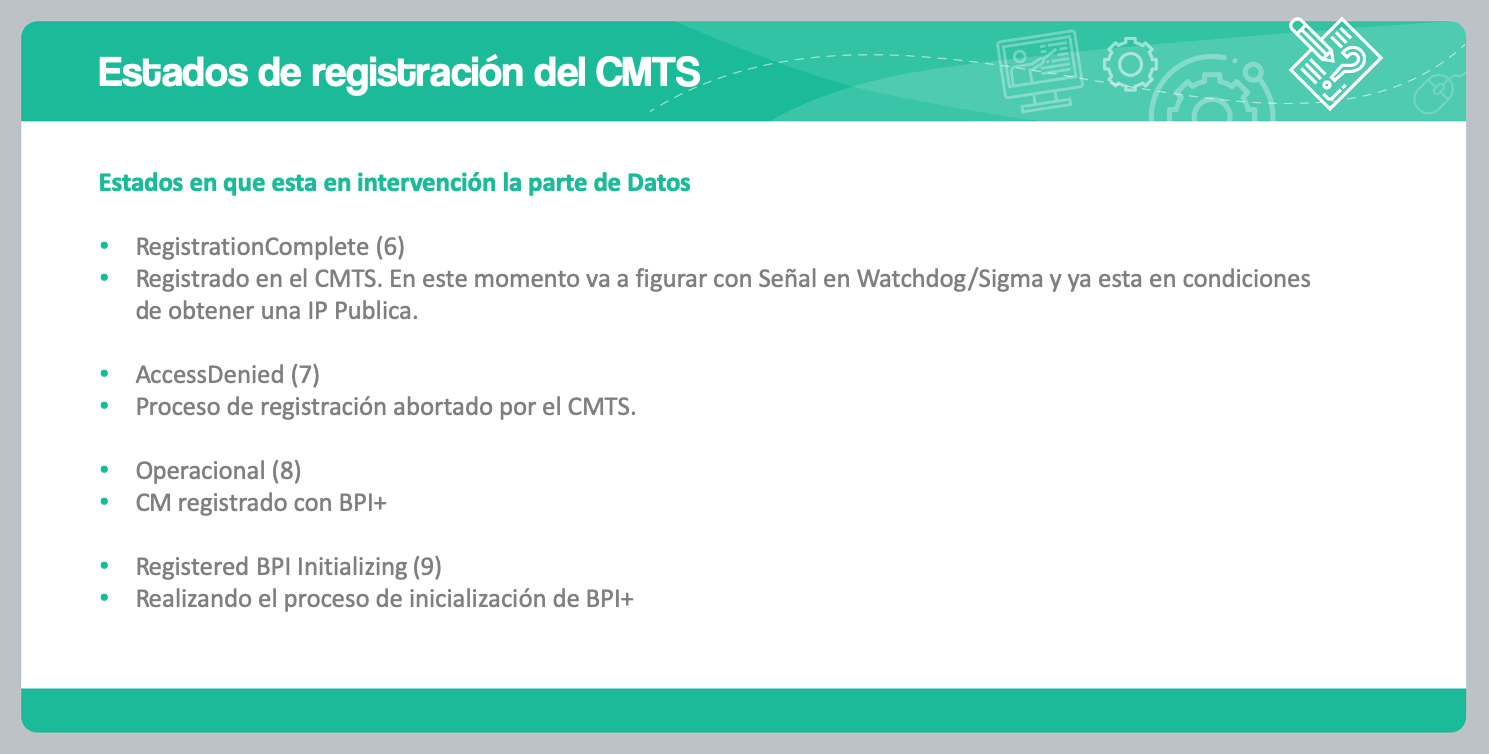 Estados de registración del CMTS
Estados en que esta en intervención la parte de Datos
• RegistrationComplete (6)
• Registrado en el CMTS. En este momento va a figurar con Señal en Watchdog/Sigma y ya esta en condiciones
de obtener una IP Publica.
• AccessDenied (7)
• Proceso de registración abortado por el CMTS.
• Operacional (8)
• CM registrado con BPI+
• Registered BPI Initializing (9)
• Realizando el proceso de inicialización de BPI+